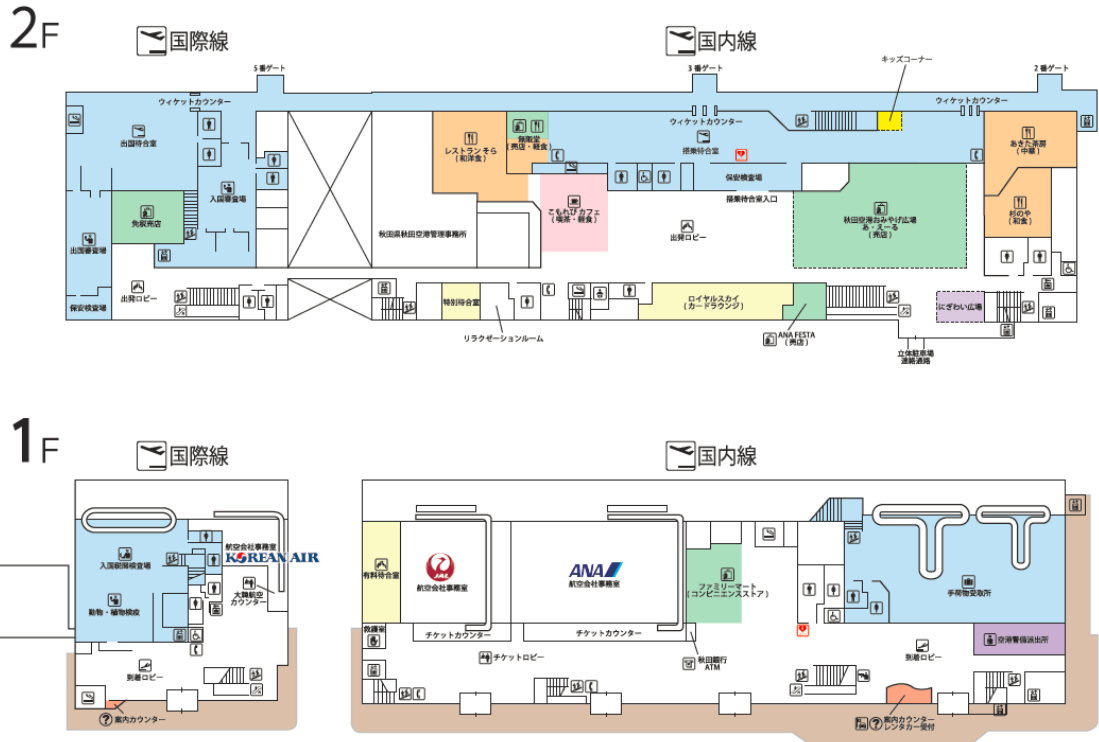 2F
国際線
国内線
5番ゲート
3番ゲート
キッズコーナー
2番ゲート
ウィケットカウンター
ウィケットカウンター
ウィケットカウンター
出国待合室
レストラン そら
(和洋食)
(売店・軽食)
搭乗待合室
あきた茶房
(中華)
入国審査場
保安検査場
搭乗待合室入口
免税売店
こもれび カフェ
(喫茶・軽食)
秋田空港おみやげ広場
あ・えーる
(売店)
杉のや
(和食)
出国審査場
秋田県秋田空港管理事務所
出発ロビー
出発ロビー
保安検査場
特別待合室
ロイヤルスカイ
(カードラウンジ)
にぎわい広場
リラクゼーションルーム
ANA FESTA
(売店)
立体駐車場
連絡通路
1F
国際線
国内線
入国税関検査場
航空会社事務室
KOREAN AIR
動物・植物検疫
大韓航空
カウンター
到着ロビー
?案内カウンター
有料待合室
JAL
航空会社事務室
ANA
航空会社事務室
ファミリーマート
(コンビニエンスストア)
手荷物受取所
救護室
チケットカウンター
チケットカウンター
チケットロビー
秋田銀行
ATM
到着ロビー
空港警備派出所
?案内カウンター
レンタカー受付